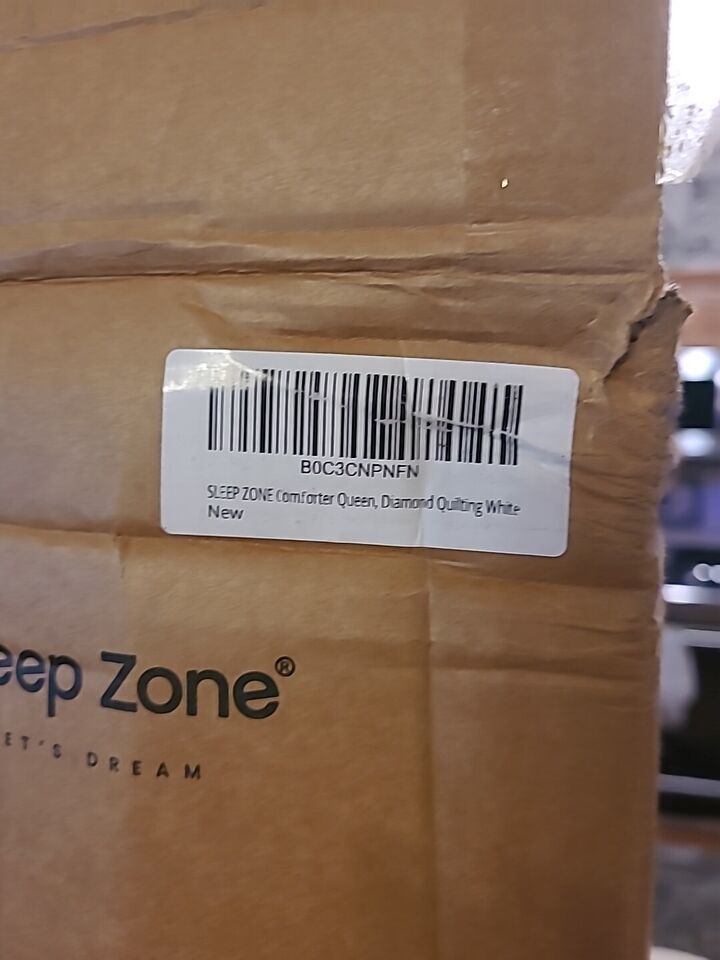 B0C3CNPNFN
SLEEP ZONE Comforter Queen, Diamond Quilting White
New
eep Zone®
ET'S DREAM